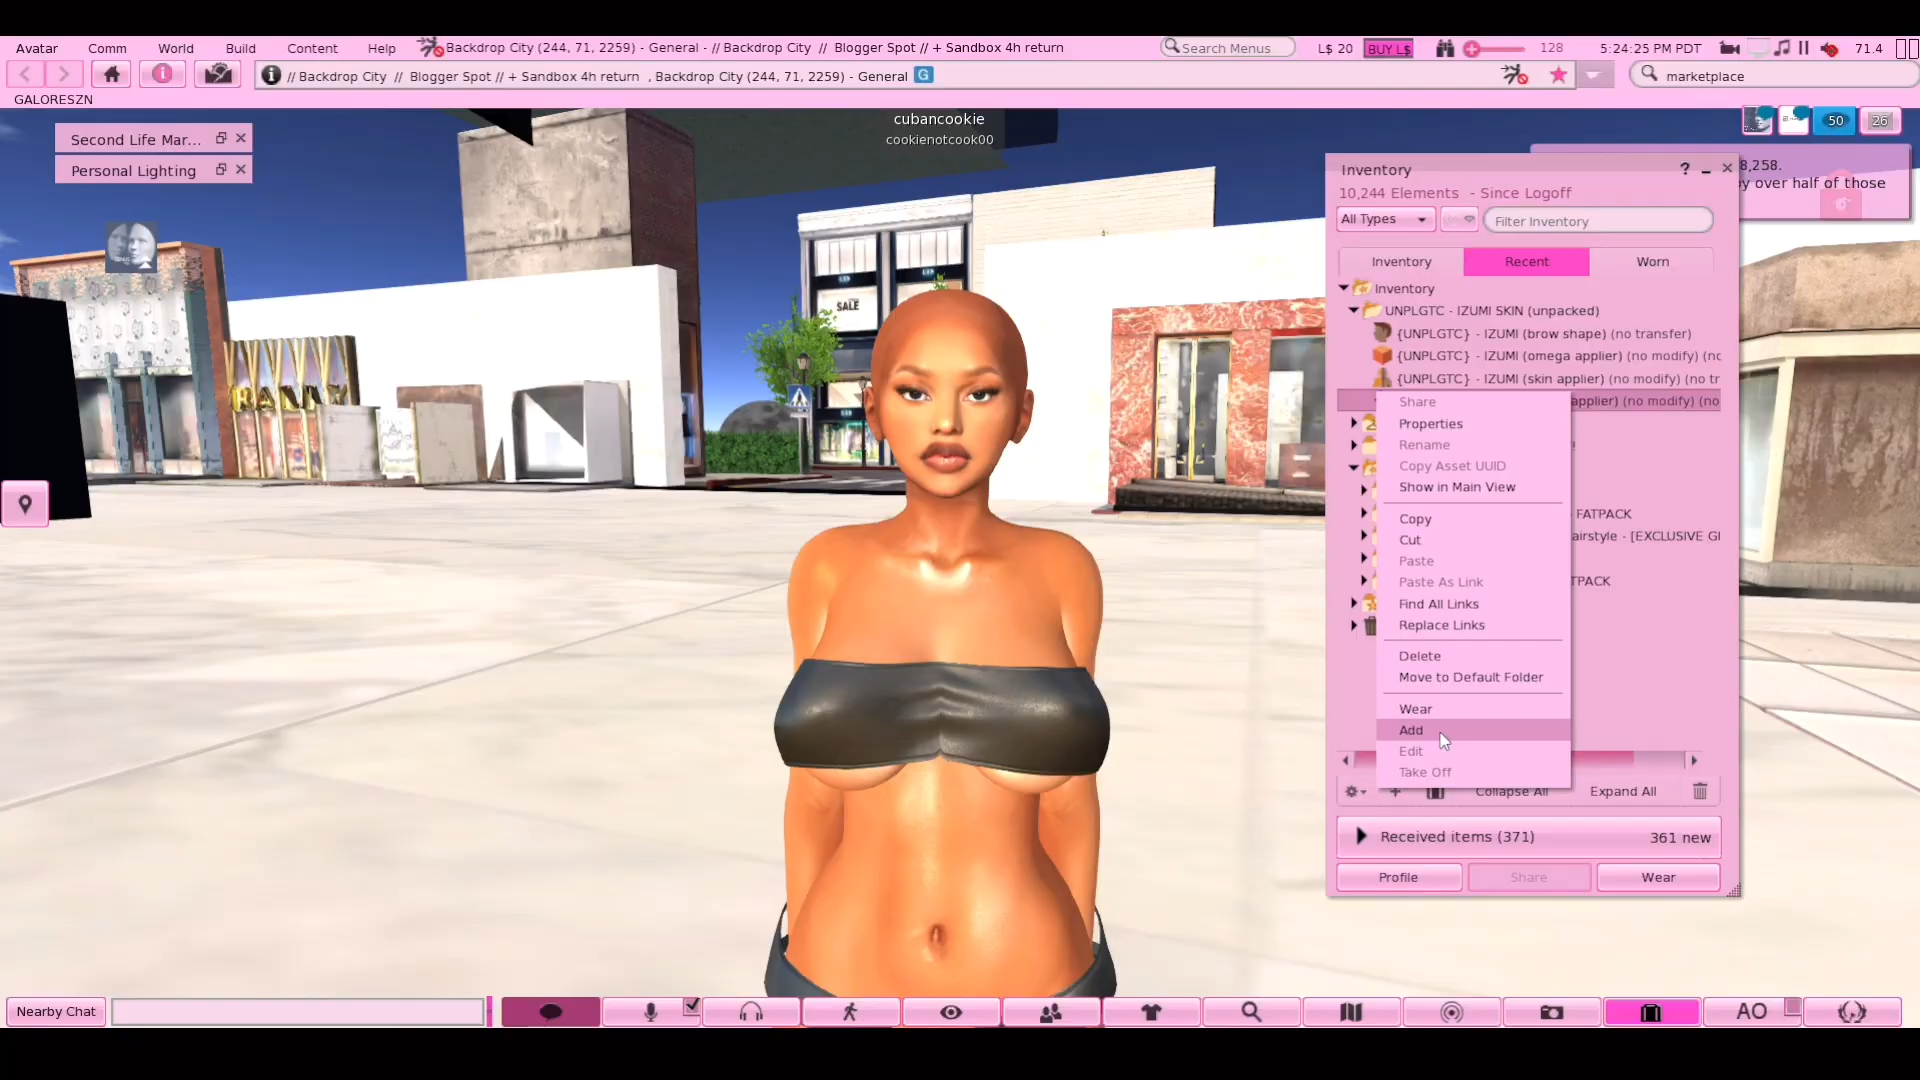 Avatar Comm World Build Content Help Backdrop City (244, 71, 2259) - General - // Backdrop City // Blogger Spot // + Sandbox 4h return Search Menus L$ 20 BUY L$ 128 5:24:25 PM PDT 71.4
// Backdrop City // Blogger Spot // + Sandbox 4h return , Backdrop City (244, 71, 2259) - General G marketplace
GALORESZN
cubancookie
cookienotcook00
50 26
Second Life Mar...
Personal Lighting
8,258.
by over half of those
Inventory ?
10,244 Elements - Since Logoff
All Types Filter Inventory
Inventory Recent Worn
Inventory
UNPLGTC - IZUMI SKIN (unpacked)
{UNPLGTC} - IZUMI (brow shape) (no transfer)
{UNPLGTC} - IZUMI (omega applier) (no modify) (nc
{UNPLGTC} - IZUMI (skin applier) (no modify) (no tr
applier) (no modify) (no
FATPACK
airstyle - [EXCLUSIVE GI
TPACK
Share
Properties
Rename
Copy Asset UUID
Show in Main View
Copy
Cut
Paste
Paste As Link
Find All Links
Replace Links
Delete
Move to Default Folder
Wear
Add
Edit
Take Off
Collapse All Expand All
Received items (371) 361 new
Profile Share Wear
SALE
Nearby Chat
AO